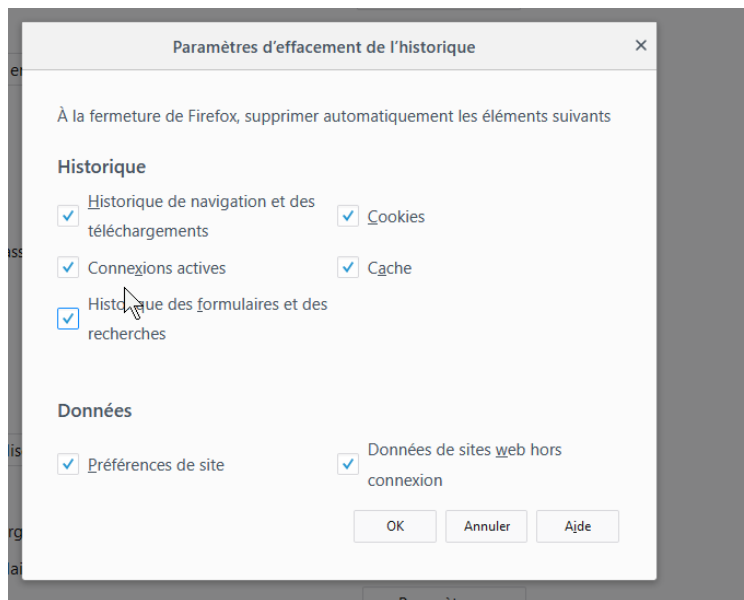 Paramètres d'effacement de l'historique
À la fermeture de Firefox, supprimer automatiquement les éléments suivants
Historique
Historique de navigation et des
téléchargements
Cookies
Connexions actives
Cache
Historique des formulaires et des
recherches
Données
Préférences de site
Données de sites web hors
connexion
OK
Annuler
Aide